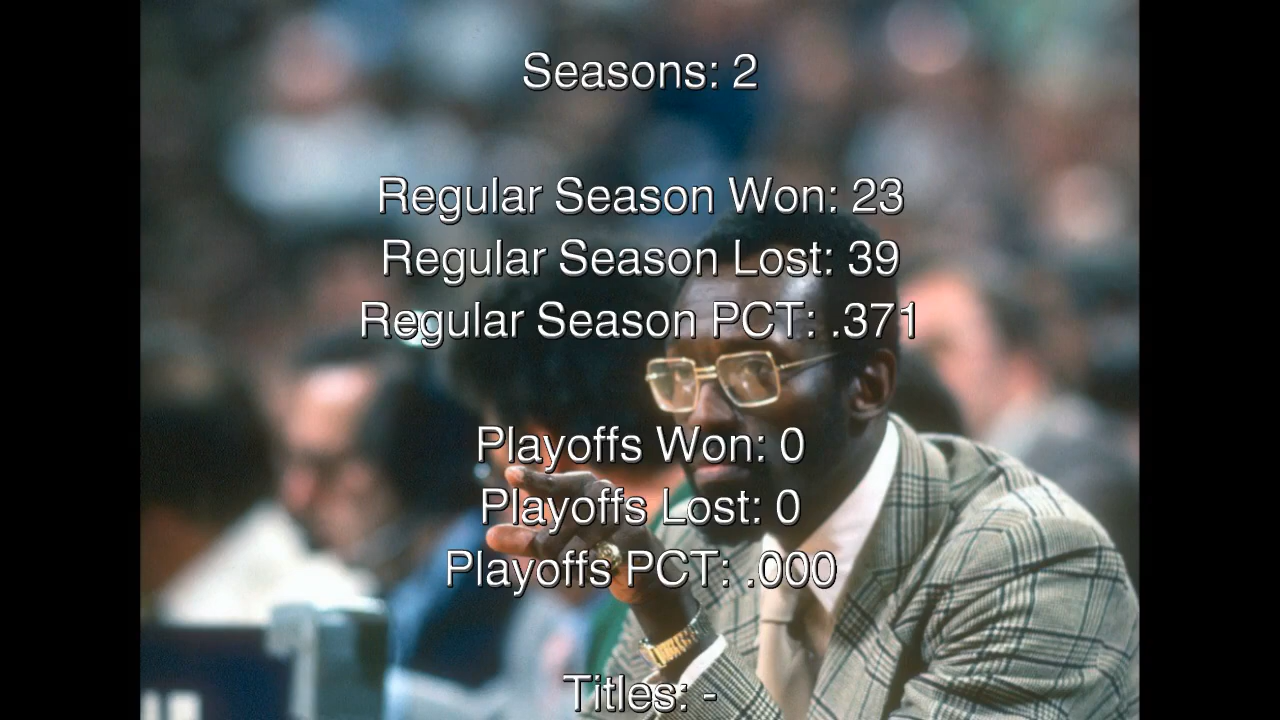 Seasons: 2
Regular Season Won: 23
Regular Season Lost: 39
Regular Season PCT: .371
Playoffs Won: 0
Playoffs Lost: 0
Playoffs PCT: .000
Titles: -